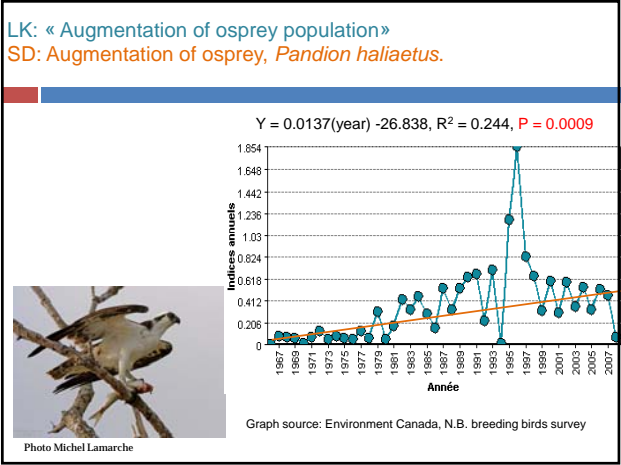 LK: « Augmentation of osprey population»
SD: Augmentation of osprey, Pandion haliaetus.
Y = 0.0137(year) -26.838, R² = 0.244, P = 0.0009
1.854
1.648
1.442
1.236
1.03
0.824
0.618
0.412
0.206
0
Indices annuels
1967 1969 1971 1973 1975 1977 1979 1981 1983 1985 1987 1989 1991 1993 1995 1997 1999 2001 2003 2005 2007
Année
Graph source: Environment Canada, N.B. breeding birds survey
Photo Michel Lamarche